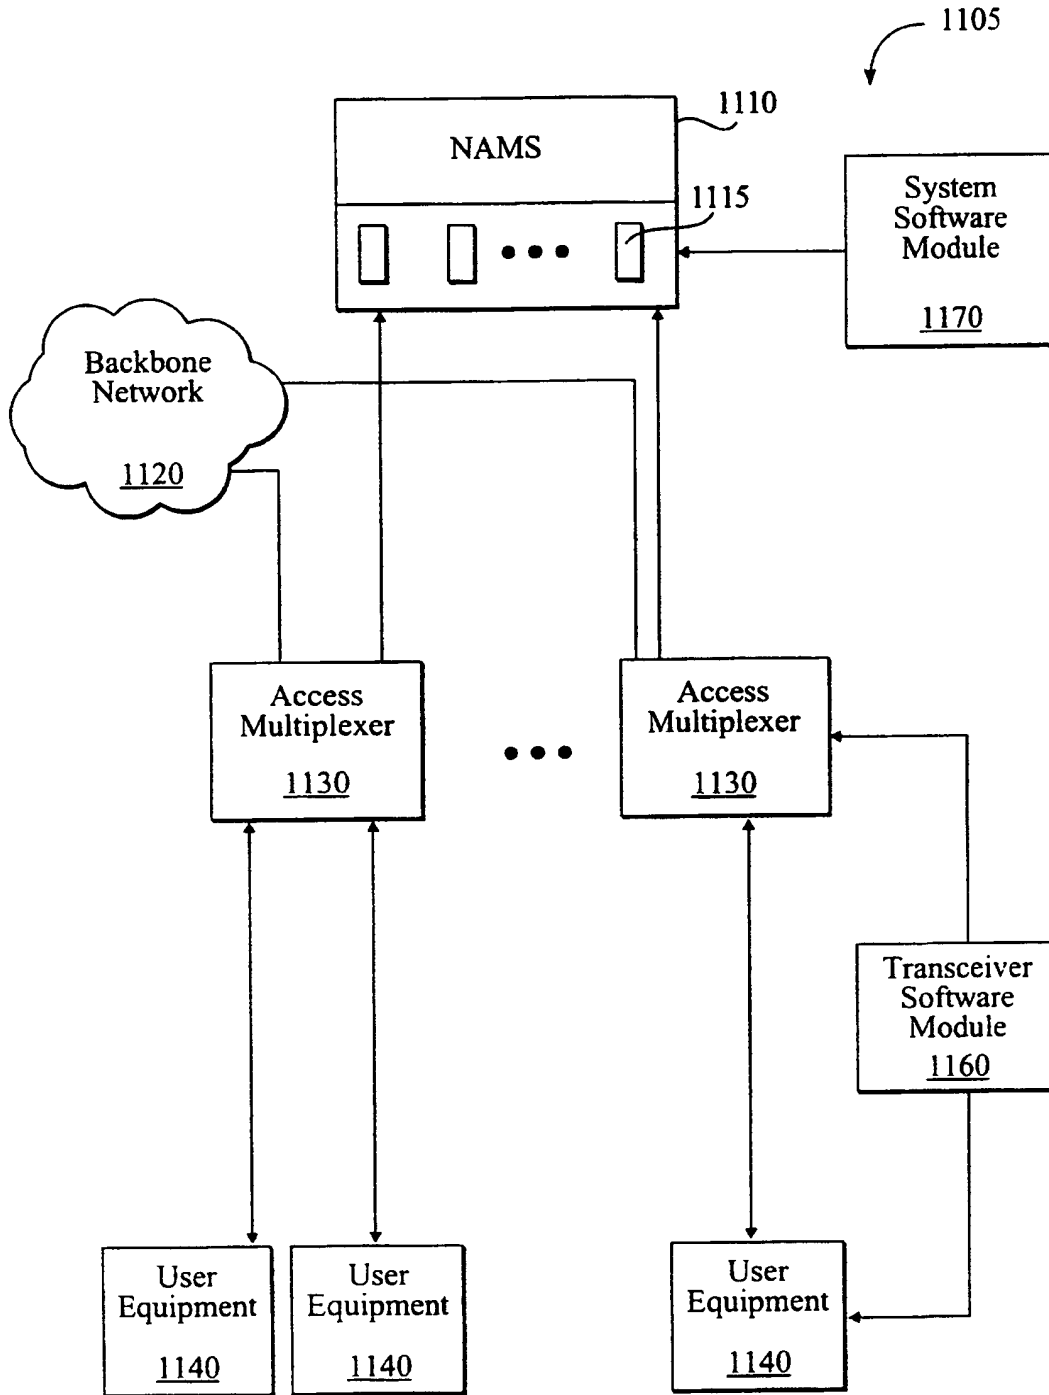 1105
1110
NAMS
1115
System
Software
Module
1170
Backbone
Network
1120
Access
Multiplexer
1130
Access
Multiplexer
1130
Transceiver
Software
Module
1160
User
Equipment
1140
User
Equipment
1140
User
Equipment
1140